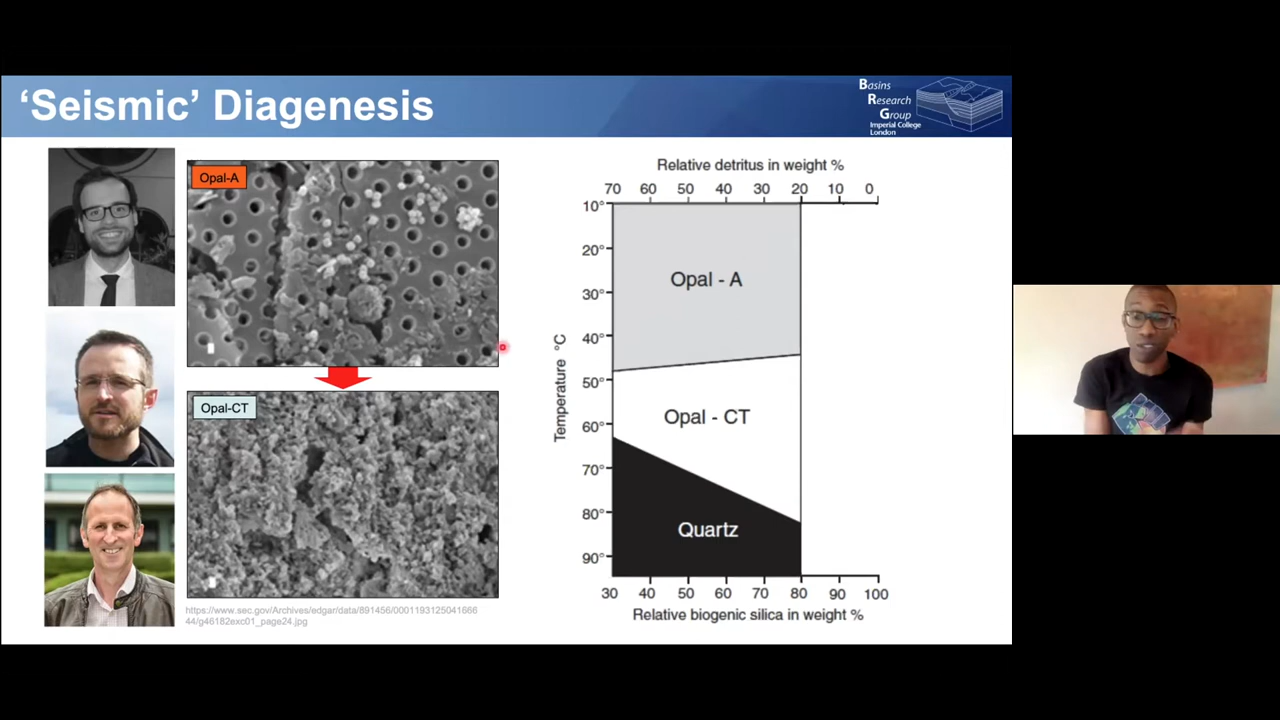 ‘Seismic’ Diagenesis
Basins
Research
Group
Imperial College
London
Opal-A
Opal-CT
https://www.sec.gov/Archives/edgar/data/891456/0001193125041666
44/g46182exc01_page24.jpg
Relative detritus in weight %
70 60 50 40 30 20 10 0
10°
20°
30°
40°
50°
60°
70°
80°
90°
Temperature °C
Opal - A
Opal - CT
Quartz
30 40 50 60 70 80 90 100
Relative biogenic silica in weight %